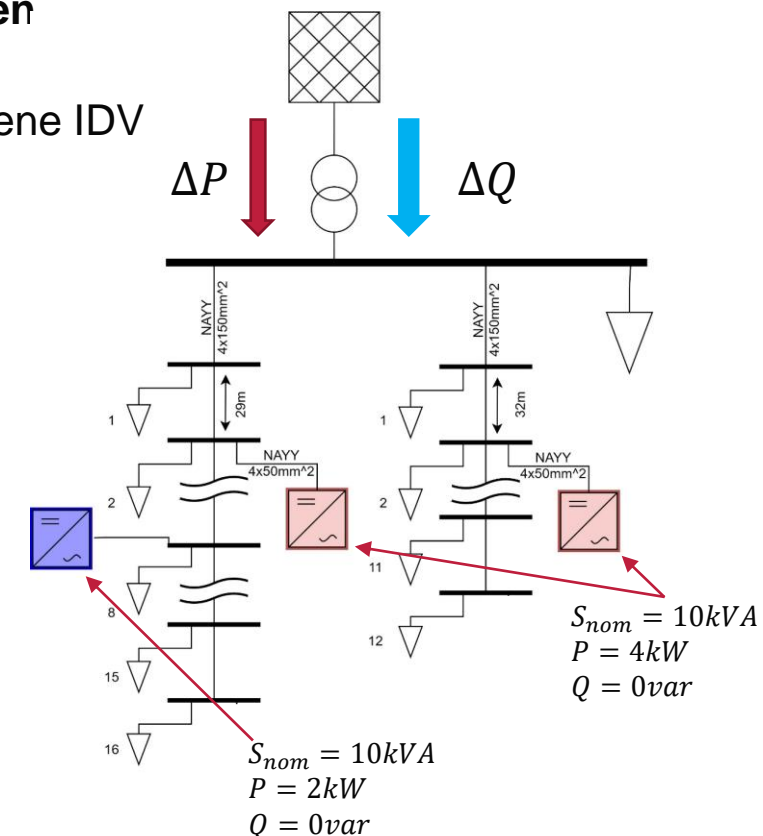 en
ene IDV
ΔP
ΔQ
NAYY
4x150mm^2
NAYY
4x150mm^2
1
29m
1
32m
NAYY
4x50mm^2
NAYY
4x50mm^2
2
2
8
11
15
12
16
S_nom = 10kVA
P = 4kW
Q = 0var
S_nom = 10kVA
P = 2kW
Q = 0var